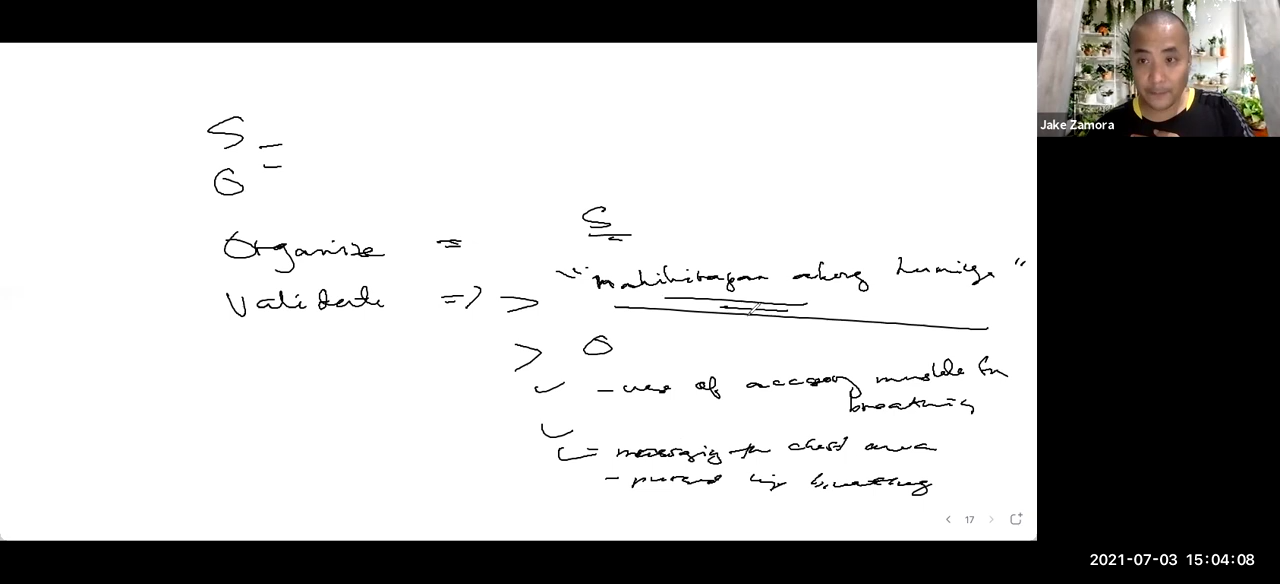 S =
O
Organize =
Validate => >
S
"mahihirapan akong huminga"
> O
- use of accessory muscle for
breathing
- massaging the chest area
- pursed lip breathing
17
Jake Zamora
2021-07-03 15:04:08